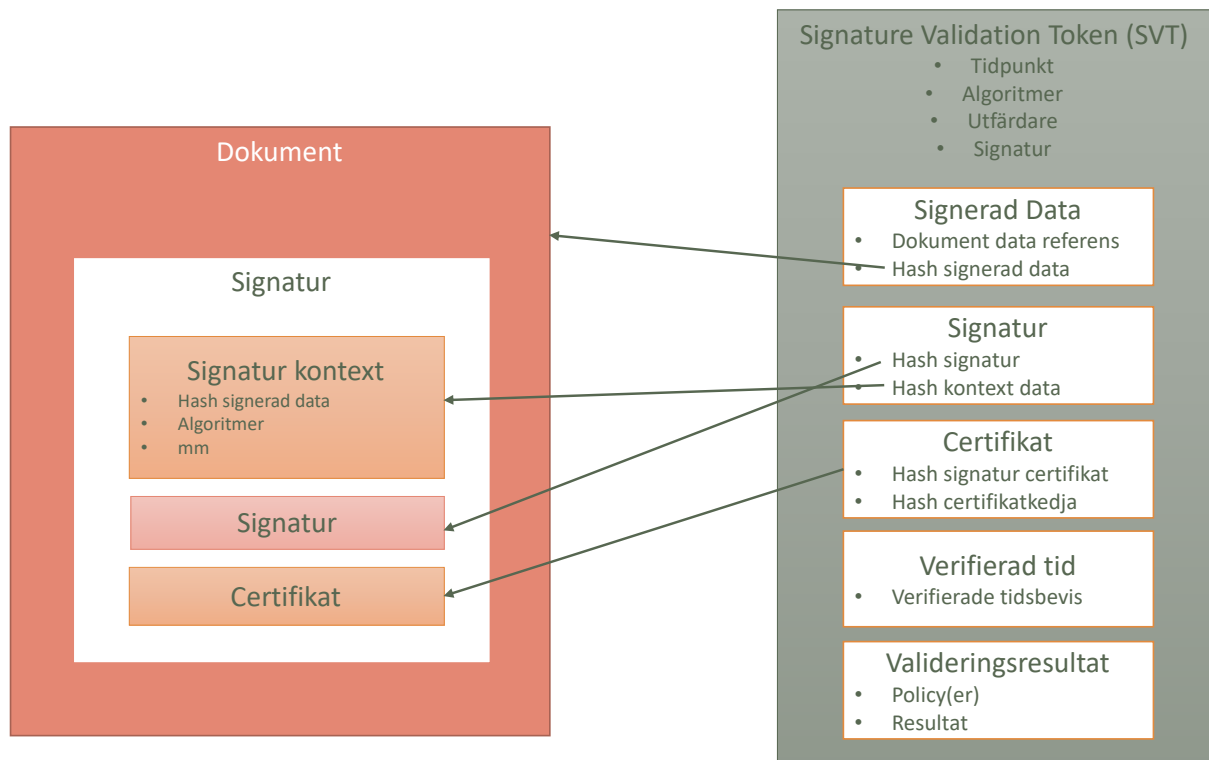 Dokument
Signatur
Signatur kontext
• Hash signerad data
• Algoritmer
• mm
Signatur
Certifikat
Signature Validation Token (SVT)
• Tidpunkt
• Algoritmer
• Utfärdare
• Signatur
Signerad Data
• Dokument data referens
• Hash signerad data
Signatur
• Hash signatur
• Hash kontext data
Certifikat
• Hash signatur certifikat
• Hash certifikatkedja
Verifierad tid
• Verifierade tidsbevis
Valideringsresultat
• Policy(er)
• Resultat